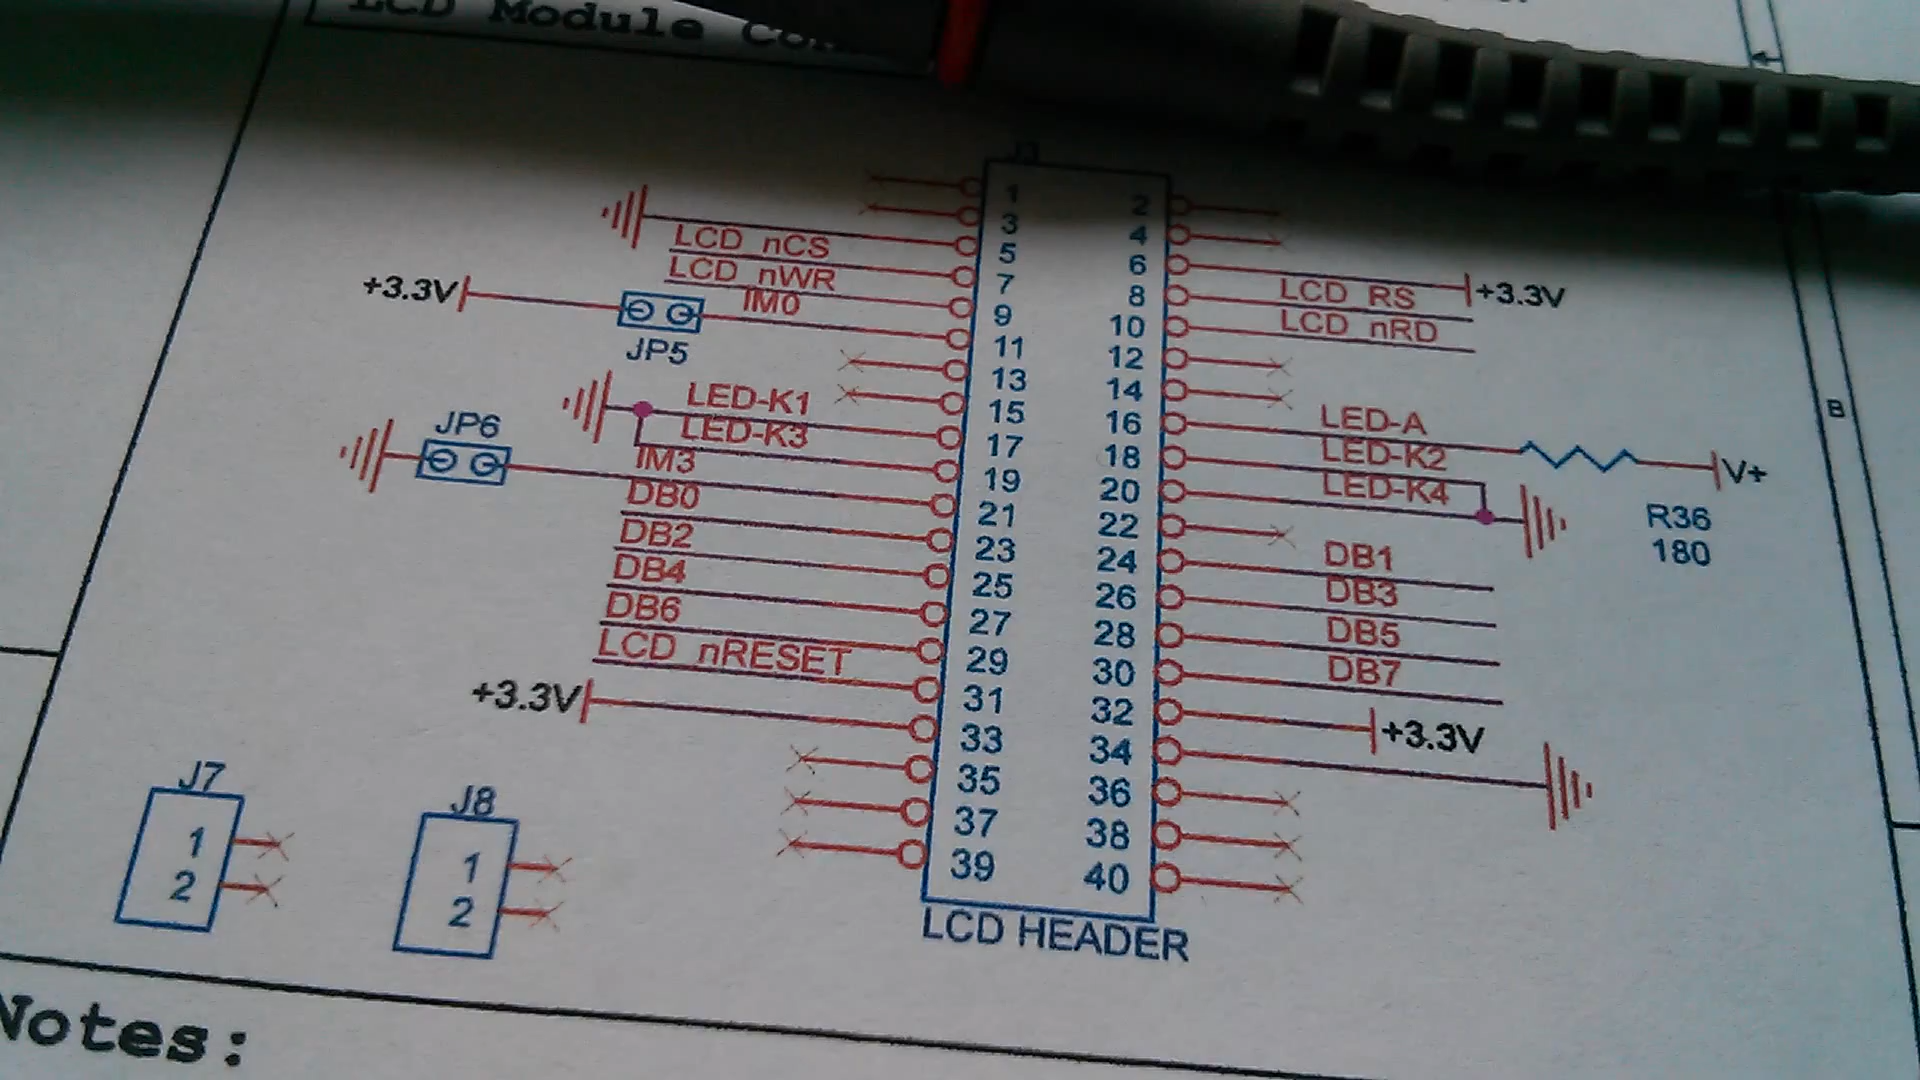 LCD Module
1 2
3 4
LCD_nCS 5 6
LCD_nWR 7 8 LCD_RS +3.3V
+3.3V IM0 9 10 LCD_nRD
JP5 11 12
13 14
LED-K1 15 16 LED-A
JP6 LED-K3 17 18 LED-K2 V+
IM3 19 20 LED-K4
DB0 21 22 R36
DB2 23 24 DB1 180
DB4 25 26 DB3
DB6 27 28 DB5
LCD_nRESET 29 30 DB7
+3.3V 31 32 +3.3V
33 34
35 36
37 38
39 40
LCD HEADER
J7
1
2
J8
1
2
B
Notes: